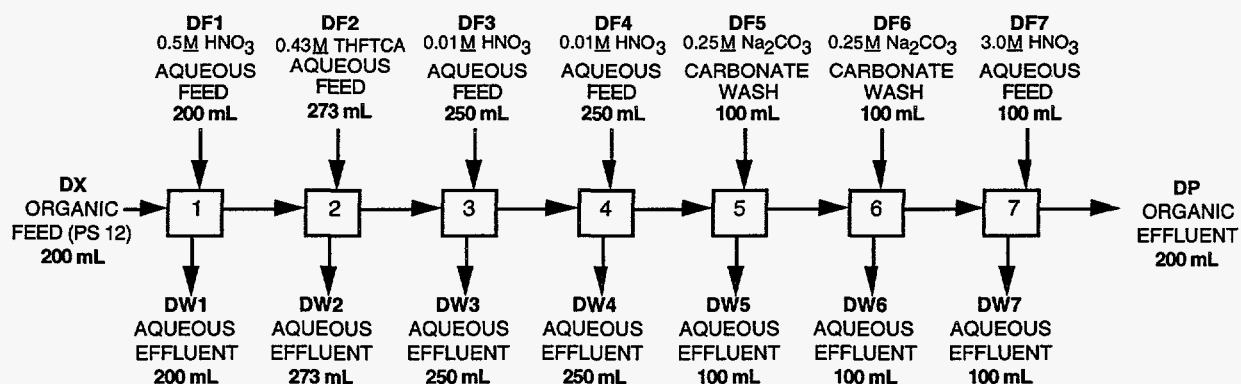 DF1
0.5M HNO3
AQUEOUS
FEED
200 mL
DF2
0.43M THFTCA
AQUEOUS
FEED
273 mL
DF3
0.01M HNO3
AQUEOUS
FEED
250 mL
DF4
0.01M HNO3
AQUEOUS
FEED
250 mL
DF5
0.25M Na2CO3
CARBONATE
WASH
100 mL
DF6
0.25M Na2CO3
CARBONATE
WASH
100 mL
DF7
3.0M HNO3
AQUEOUS
FEED
100 mL
DX
ORGANIC
FEED (PS 12)
200 mL
1
2
3
4
5
6
7
DP
ORGANIC
EFFLUENT
200 mL
DW1
AQUEOUS
EFFLUENT
200 mL
DW2
AQUEOUS
EFFLUENT
273 mL
DW3
AQUEOUS
EFFLUENT
250 mL
DW4
AQUEOUS
EFFLUENT
250 mL
DW5
AQUEOUS
EFFLUENT
100 mL
DW6
AQUEOUS
EFFLUENT
100 mL
DW7
AQUEOUS
EFFLUENT
100 mL